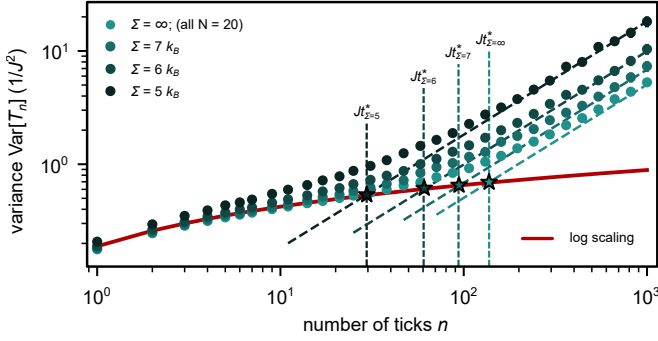 Σ = ∞; (all N = 20)
Σ = 7 k_B
Σ = 6 k_B
Σ = 5 k_B
Jt*_{Σ=5}
Jt*_{Σ=6}
Jt*_{Σ=7}
Jt*_{Σ=∞}
variance Var[T_n] (1/J²)
10¹
10⁰
log scaling
10⁰ 10¹ 10² 10³
number of ticks n